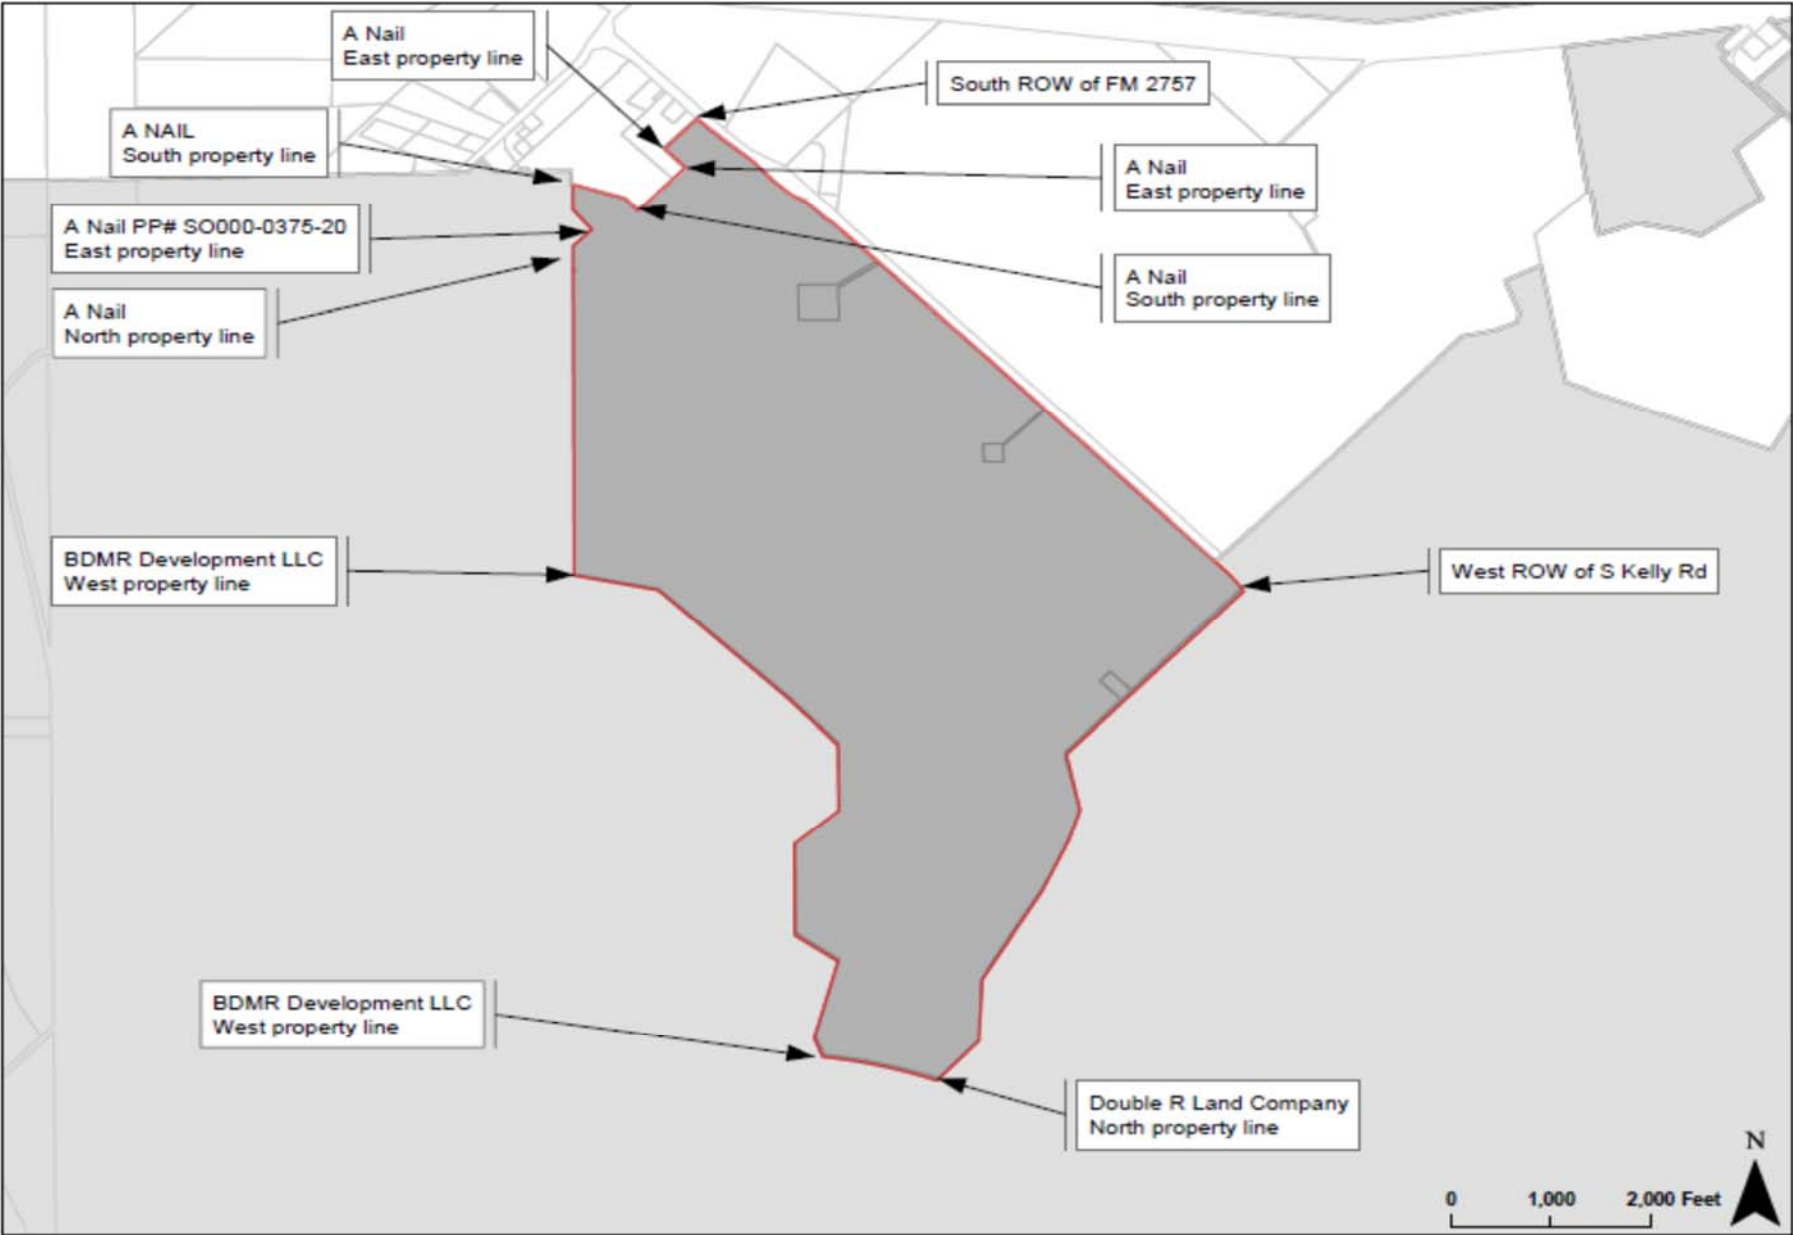 A Nail
East property line
South ROW of FM 2757
A NAIL
South property line
A Nail
East property line
A Nail PP# SO000-0375-20
East property line
A Nail
South property line
A Nail
North property line
BDMR Development LLC
West property line
West ROW of S Kelly Rd
BDMR Development LLC
West property line
Double R Land Company
North property line
N
0 1,000 2,000 Feet